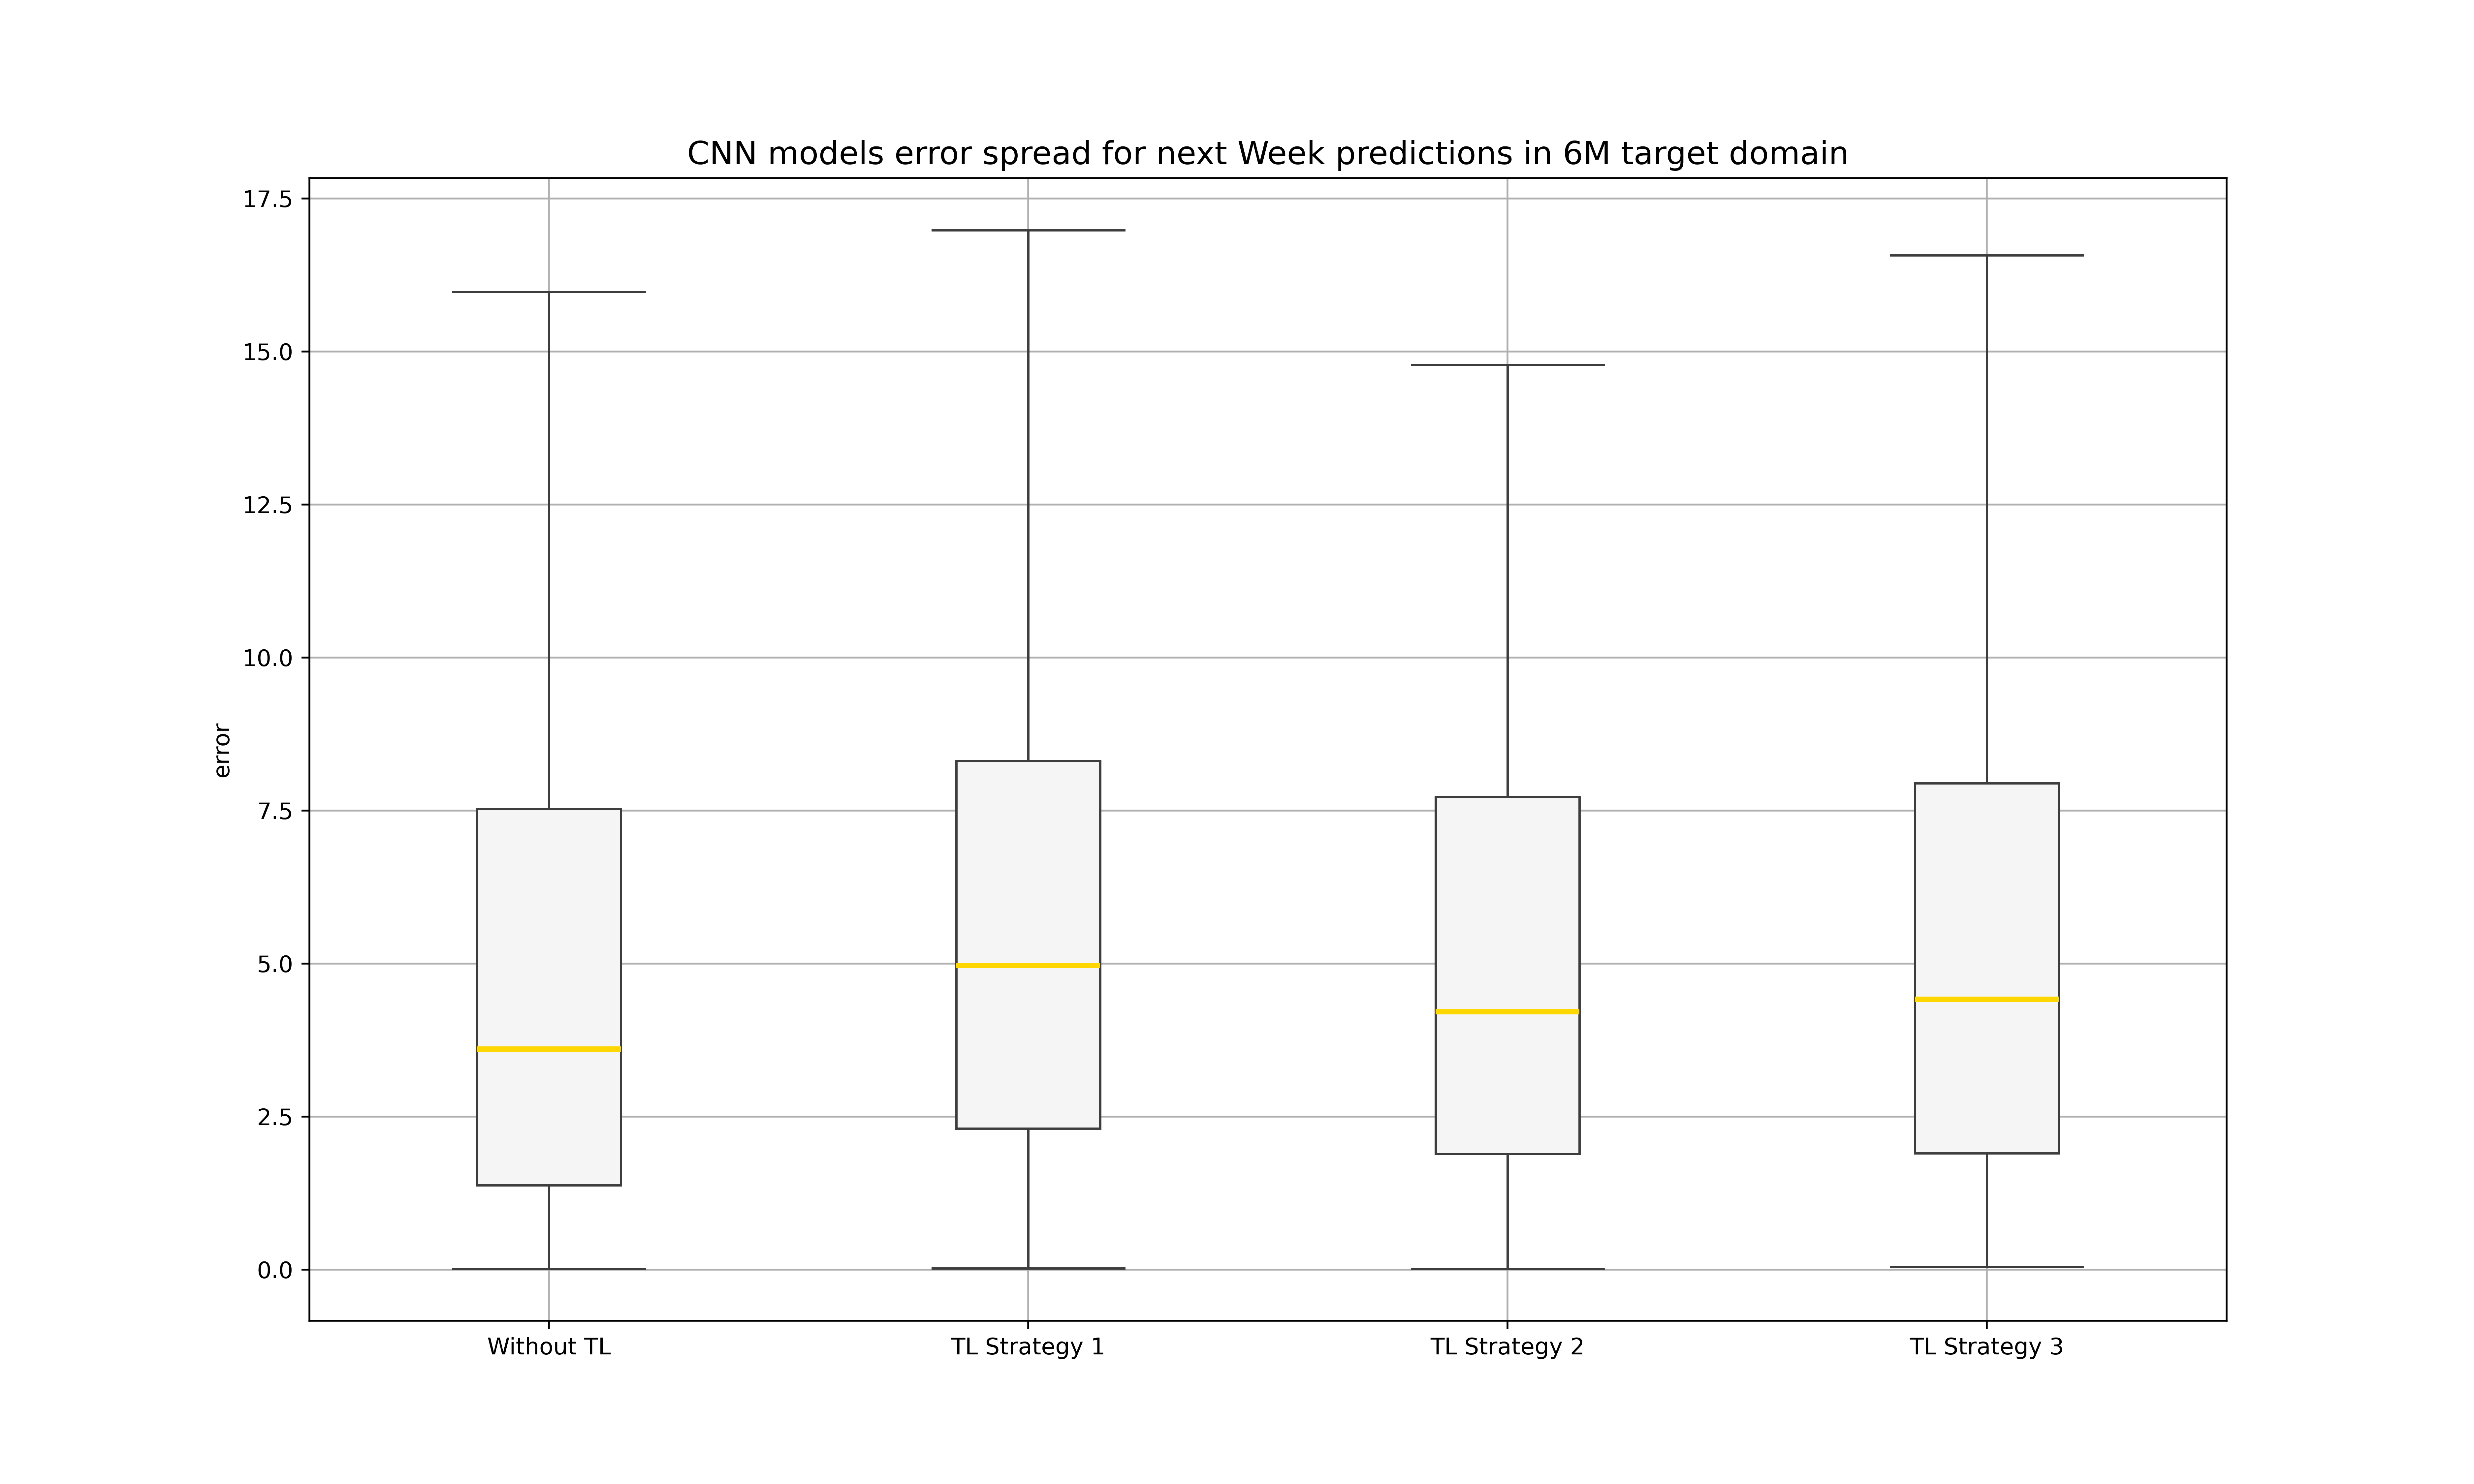 CNN models error spread for next Week predictions in 6M target domain
17.5
15.0
12.5
10.0
7.5
5.0
2.5
0.0
error
Without TL
TL Strategy 1
TL Strategy 2
TL Strategy 3